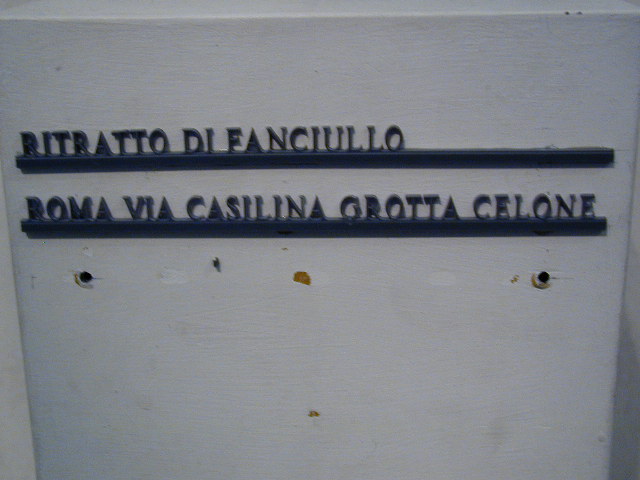 RITRATTO DI FANCIULLO
ROMA VIA CASILINA GROTTA CELONE